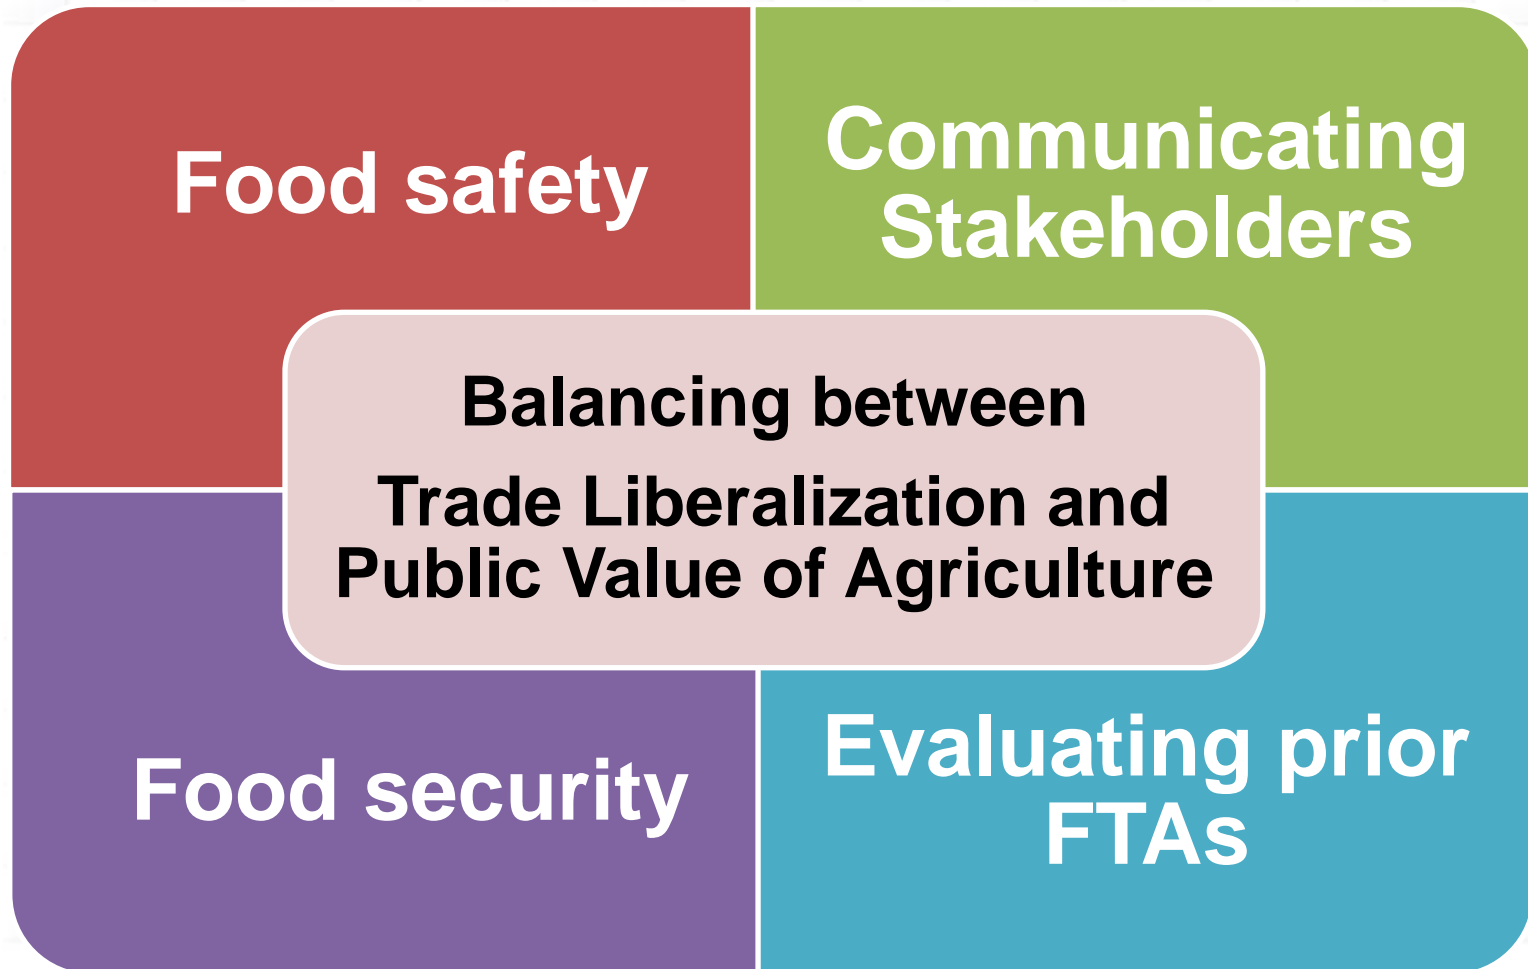 Food safety
Communicating
Stakeholders
Balancing between
Trade Liberalization and
Public Value of Agriculture
Food security
Evaluating prior
FTAs